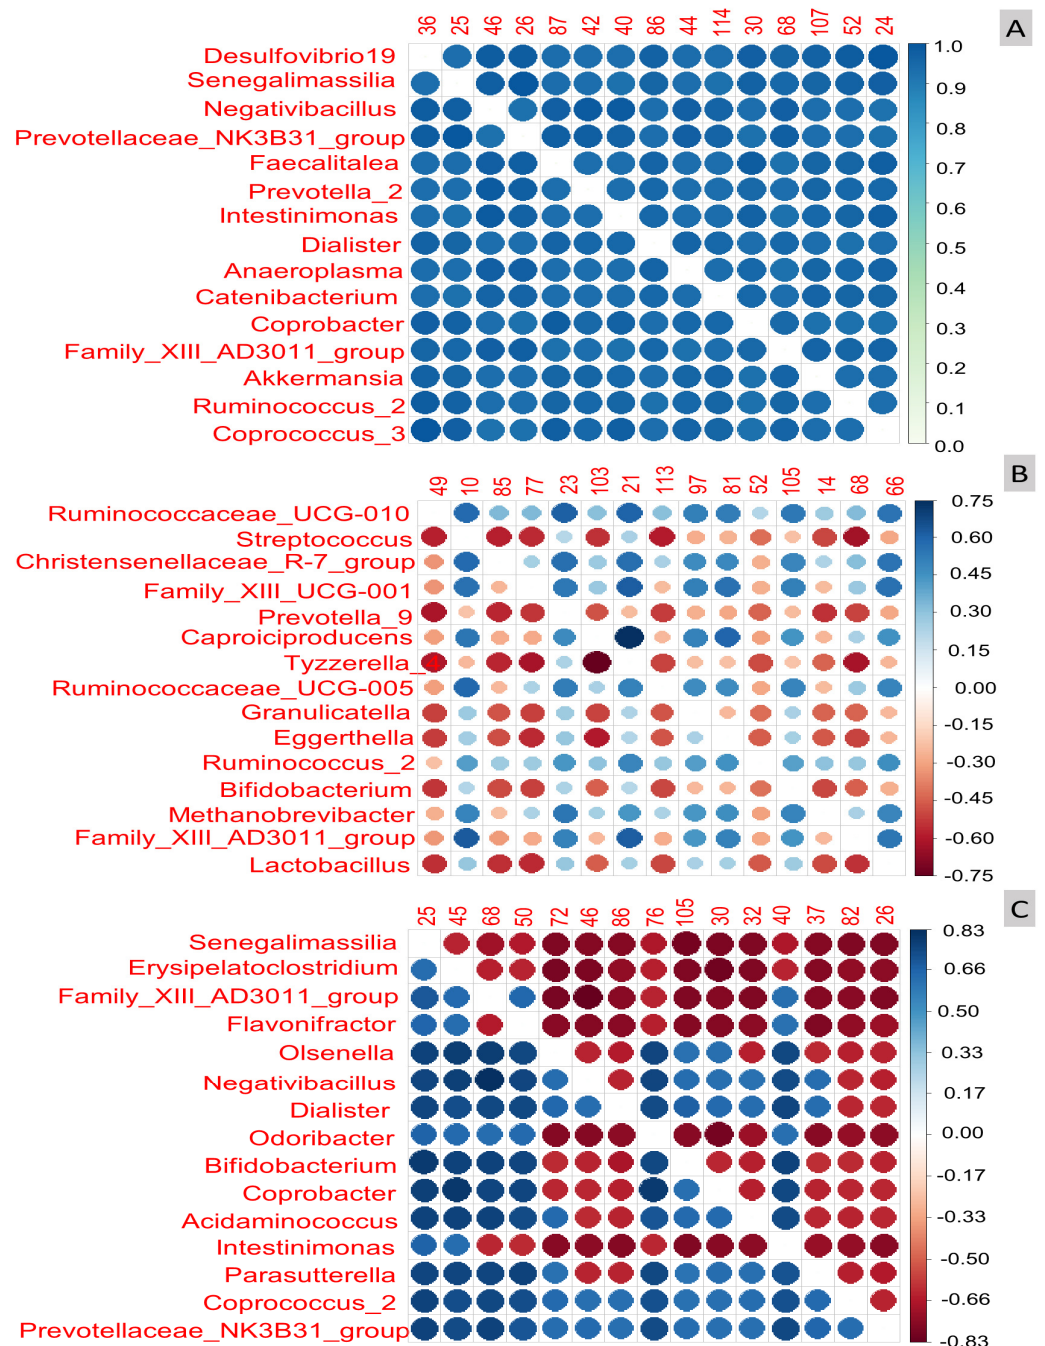 A
36 25 46 26 87 42 40 86 44 114 30 68 107 52 24
Desulfovibrio19
Senegalimassilia
Negativibacillus
Prevotellaceae_NK3B31_group
Faecalitalea
Prevotella_2
Intestinimonas
Dialister
Anaeroplasma
Catenibacterium
Coprobacter
Family_XIII_AD3011_group
Akkermansia
Ruminococcus_2
Coprococcus_3
1.0
0.9
0.8
0.7
0.6
0.5
0.4
0.3
0.2
0.1
0.0
B
49 10 85 77 23 103 21 113 97 81 52 105 14 68 66
Ruminococcaceae_UCG-010
Streptococcus
Christensenellaceae_R-7_group
Family_XIII_UCG-001
Prevotella_9
Caproiciproducens
Tyzzerella_
Ruminococcaceae_UCG-005
Granulicatella
Eggerthella
Ruminococcus_2
Bifidobacterium
Methanobrevibacter
Family_XIII_AD3011_group
Lactobacillus
0.75
0.60
0.45
0.30
0.15
0.00
-0.15
-0.30
-0.45
-0.60
-0.75
C
25 45 68 50 72 46 86 76 105 30 32 40 37 82 26
Senegalimassilia
Erysipelatoclostridium
Family_XIII_AD3011_group
Flavonifractor
Olsenella
Negativibacillus
Dialister
Odoribacter
Bifidobacterium
Coprobacter
Acidaminococcus
Intestinimonas
Parasutterella
Coprococcus_2
Prevotellaceae_NK3B31_group
0.83
0.66
0.50
0.33
0.17
0.00
-0.17
-0.33
-0.50
-0.66
-0.83